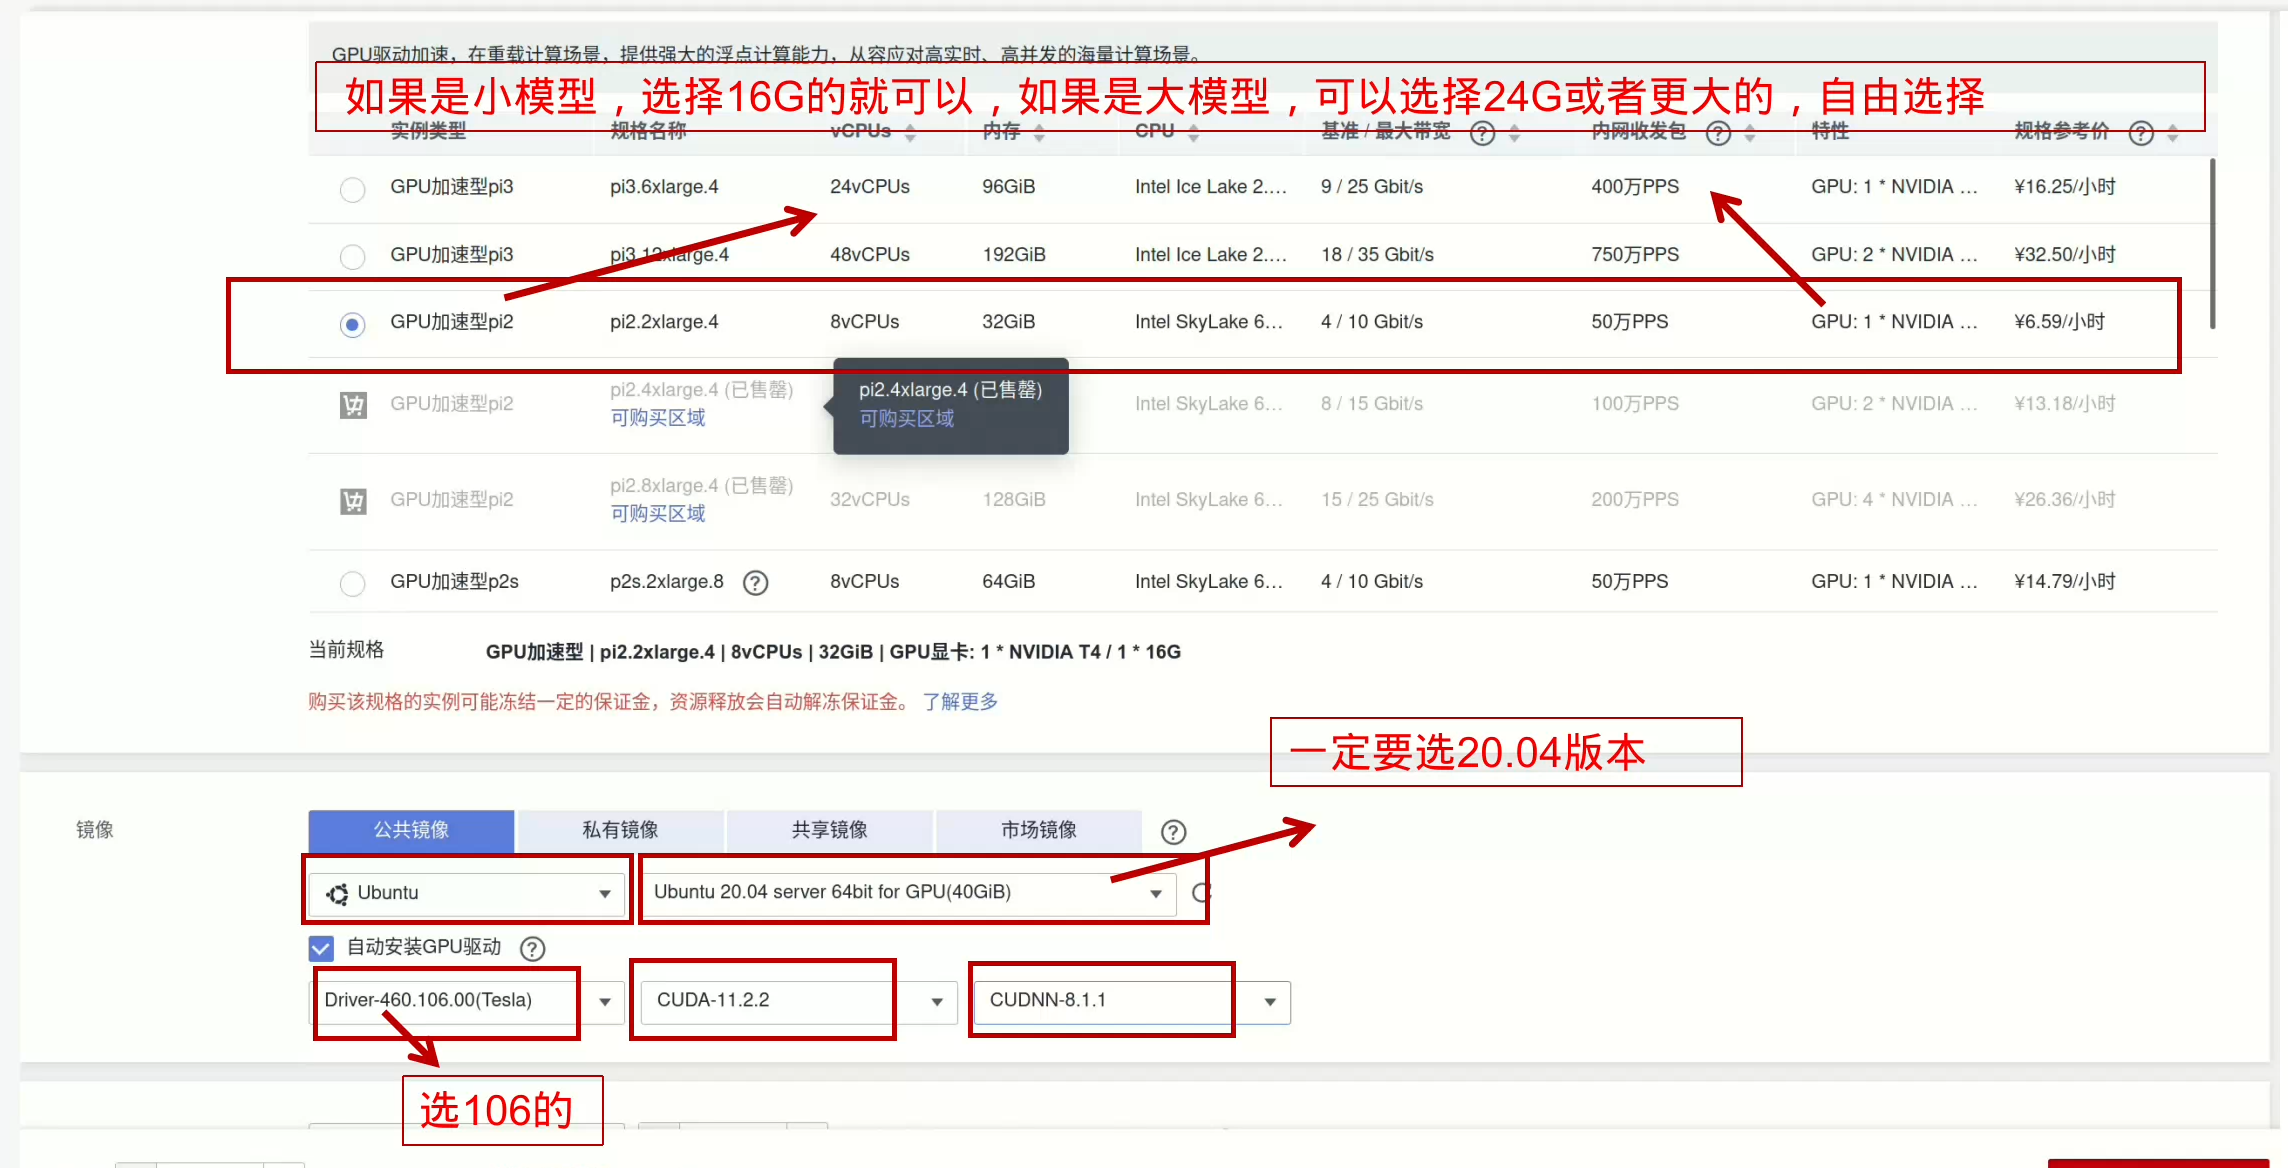 GPU驱动加速，在重载计算场景，提供强大的浮点计算能力，从容应对高实时、高并发的海量计算场景。
如果是小模型，选择16G的就可以，如果是大模型，可以选择24G或者更大的，自由选择
实例类型 规格名称 vCPUs 内存 CPU 基准 / 最大带宽 内网收发包 特性 规格参考价
GPU加速型pi3 pi3.6xlarge.4 24vCPUs 96GiB Intel Ice Lake 2.... 9 / 25 Gbit/s 400万PPS GPU: 1 * NVIDIA ... ¥16.25/小时
GPU加速型pi3 pi3.12xlarge.4 48vCPUs 192GiB Intel Ice Lake 2.... 18 / 35 Gbit/s 750万PPS GPU: 2 * NVIDIA ... ¥32.50/小时
GPU加速型pi2 pi2.2xlarge.4 8vCPUs 32GiB Intel SkyLake 6... 4 / 10 Gbit/s 50万PPS GPU: 1 * NVIDIA ... ¥6.59/小时
GPU加速型pi2 pi2.4xlarge.4 (已售罄) pi2.4xlarge.4 (已售罄) Intel SkyLake 6... 8 / 15 Gbit/s 100万PPS GPU: 2 * NVIDIA ... ¥13.18/小时
可购买区域 可购买区域
GPU加速型pi2 pi2.8xlarge.4 (已售罄) 32vCPUs 128GiB Intel SkyLake 6... 15 / 25 Gbit/s 200万PPS GPU: 4 * NVIDIA ... ¥26.36/小时
可购买区域
GPU加速型p2s p2s.2xlarge.8 8vCPUs 64GiB Intel SkyLake 6... 4 / 10 Gbit/s 50万PPS GPU: 1 * NVIDIA ... ¥14.79/小时
当前规格 GPU加速型 | pi2.2xlarge.4 | 8vCPUs | 32GiB | GPU显卡: 1 * NVIDIA T4 / 1 * 16G
购买该规格的实例可能冻结一定的保证金，资源释放会自动解冻保证金。 了解更多
一定要选20.04版本
镜像 公共镜像 私有镜像 共享镜像 市场镜像
Ubuntu Ubuntu 20.04 server 64bit for GPU(40GiB)
自动安装GPU驱动
Driver-460.106.00(Tesla) CUDA-11.2.2 CUDNN-8.1.1
选106的